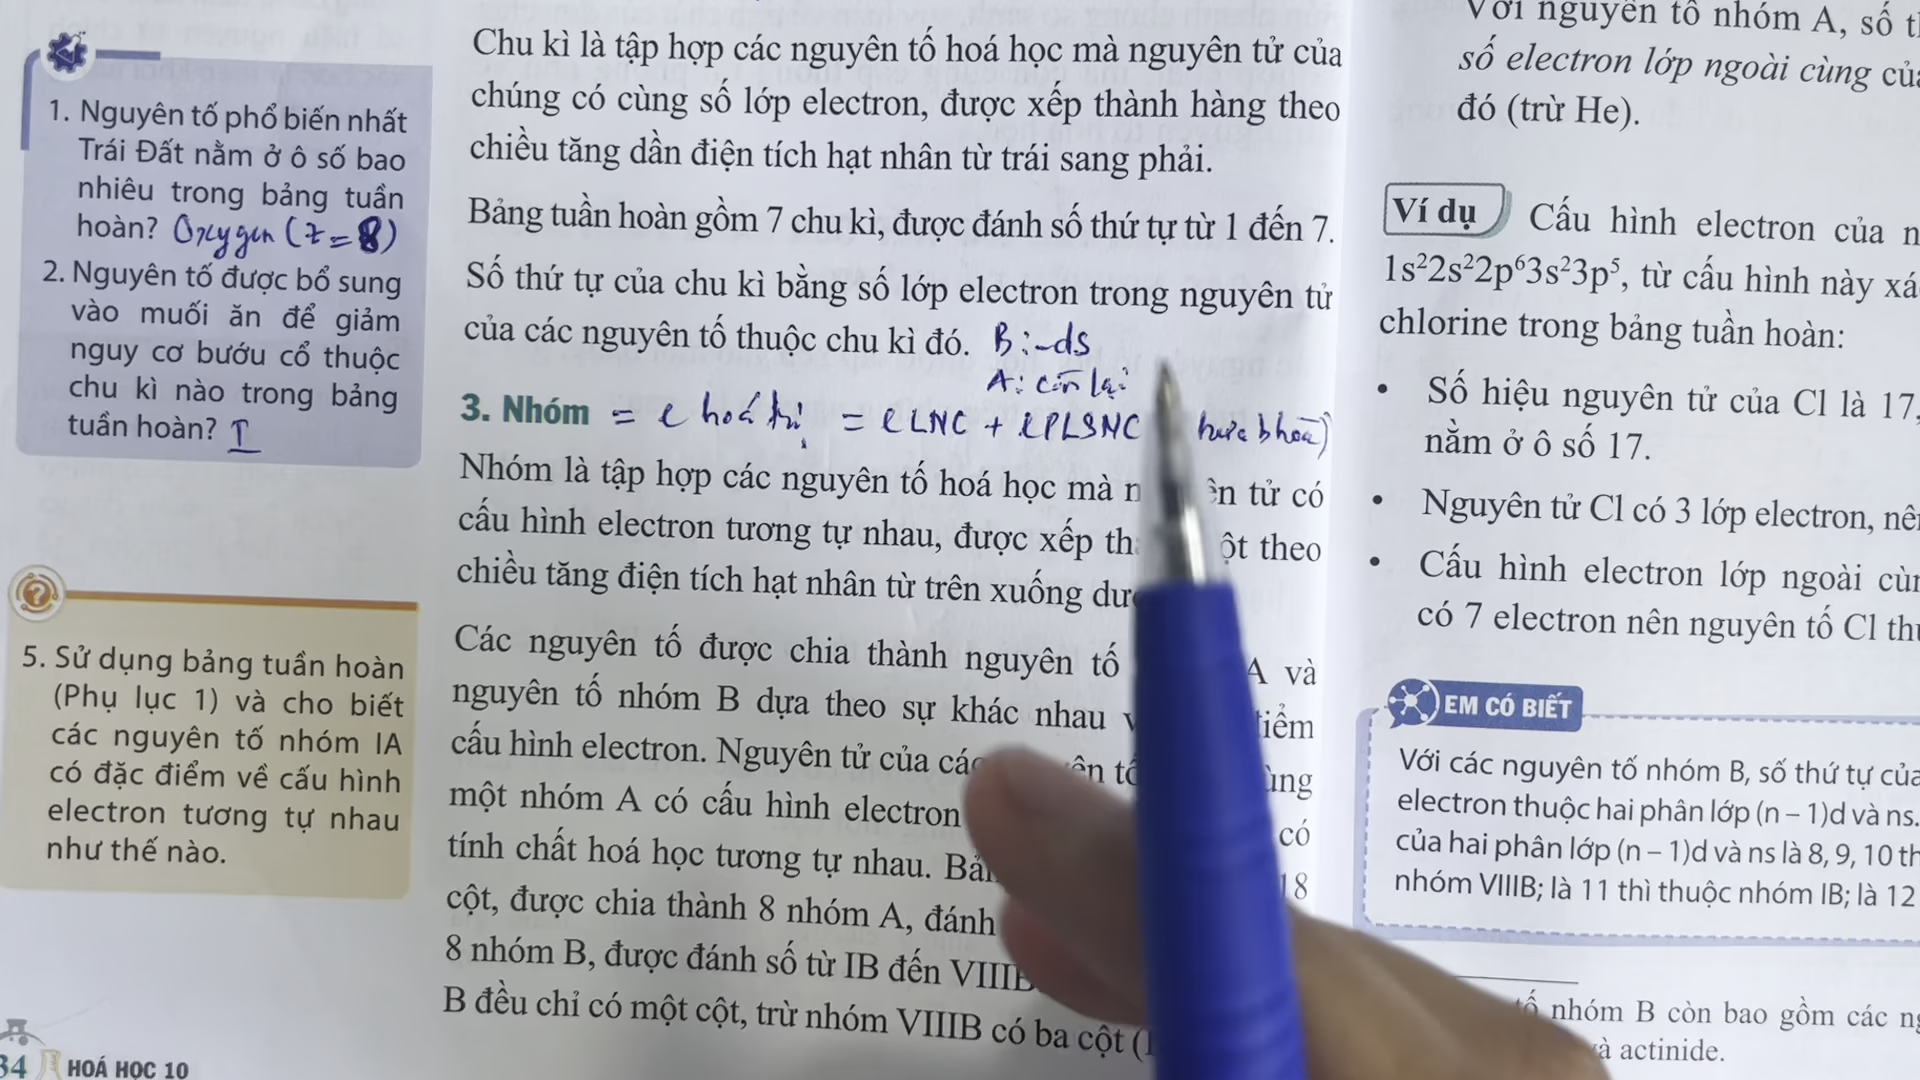 1. Nguyên tố phổ biến nhất
Trái Đất nằm ở ô số bao
nhiêu trong bảng tuần
hoàn? Oxygen (z = 8)
2. Nguyên tố được bổ sung
vào muối ăn để giảm
nguy cơ bướu cổ thuộc
chu kì nào trong bảng
tuần hoàn? I
5. Sử dụng bảng tuần hoàn
(Phụ lục 1) và cho biết
các nguyên tố nhóm IA
có đặc điểm về cấu hình
electron tương tự nhau
như thế nào.
34 HOÁ HỌC 10
Chu kì là tập hợp các nguyên tố hoá học mà nguyên tử của
chúng có cùng số lớp electron, được xếp thành hàng theo
chiều tăng dần điện tích hạt nhân từ trái sang phải.
Bảng tuần hoàn gồm 7 chu kì, được đánh số thứ tự từ 1 đến 7.
Số thứ tự của chu kì bằng số lớp electron trong nguyên tử
của các nguyên tố thuộc chu kì đó. B: -ds
A: còn lại
3. Nhóm = e hoá trị = eLNC + ePLSNC
Nhóm là tập hợp các nguyên tố hoá học mà tử có
cấu hình electron tương tự nhau, được xếp theo
chiều tăng điện tích hạt nhân từ trên xuống
Các nguyên tố được chia thành nguyên tố A và
nguyên tố nhóm B dựa theo sự khác nhau
cấu hình electron. Nguyên tử của
một nhóm A có cấu hình electron có
tính chất hoá học tương tự nhau. 18
cột, được chia thành 8 nhóm A, đánh
8 nhóm B, được đánh số từ IB đến VIIIB
B đều chỉ có một cột, trừ nhóm VIIIB có ba cột
Với nguyên tố nhóm A, số
số electron lớp ngoài cùng
đó (trừ He).
Ví dụ Cấu hình electron của
1s²2s²2p⁶3s²3p⁵, từ cấu hình này
chlorine trong bảng tuần hoàn:
• Số hiệu nguyên tử của Cl là 17,
nằm ở ô số 17.
• Nguyên tử Cl có 3 lớp electron,
• Cấu hình electron lớp ngoài
có 7 electron nên nguyên tố Cl
EM CÓ BIẾT
Với các nguyên tố nhóm B, số thứ tự
electron thuộc hai phân lớp (n – 1)d và ns.
của hai phân lớp (n – 1)d và ns là 8, 9, 10
nhóm VIIIB; là 11 thì thuộc nhóm IB; là 12
nhóm B còn bao gồm các
và actinide.